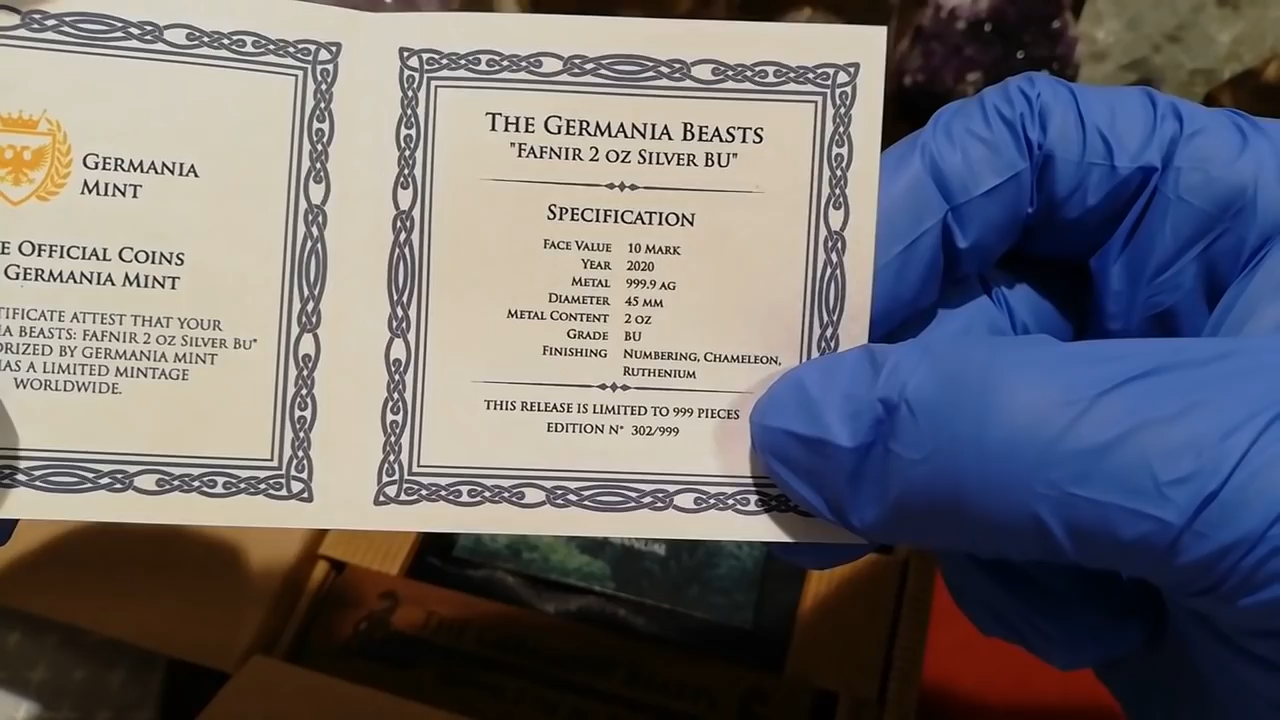 GERMANIA
MINT
E OFFICIAL COINS
GERMANIA MINT
TIFICATE ATTEST THAT YOUR
IA BEASTS: FAFNIR 2 OZ SILVER BU"
ORIZED BY GERMANIA MINT
HAS A LIMITED MINTAGE
WORLDWIDE.
THE GERMANIA BEASTS
"FAFNIR 2 OZ SILVER BU"
SPECIFICATION
FACE VALUE 10 MARK
YEAR 2020
METAL 999.9 AG
DIAMETER 45 MM
METAL CONTENT 2 OZ
GRADE BU
FINISHING NUMBERING, CHAMELEON,
RUTHENIUM
THIS RELEASE IS LIMITED TO 999 PIECES
EDITION N° 302/999